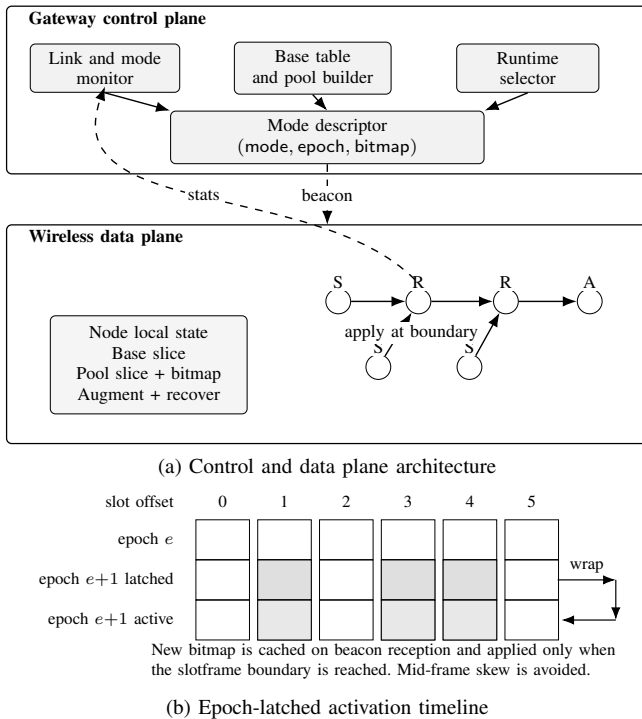 Gateway control plane
Link and mode
monitor
Base table
and pool builder
Runtime
selector
Mode descriptor
(mode, epoch, bitmap)
stats
beacon
Wireless data plane
S
R
R
A
apply at boundary
S
S
Node local state
Base slice
Pool slice + bitmap
Augment + recover
(a) Control and data plane architecture
slot offset 0 1 2 3 4 5
epoch e
epoch e+1 latched
wrap
epoch e+1 active
New bitmap is cached on beacon reception and applied only when
the slotframe boundary is reached. Mid-frame skew is avoided.
(b) Epoch-latched activation timeline